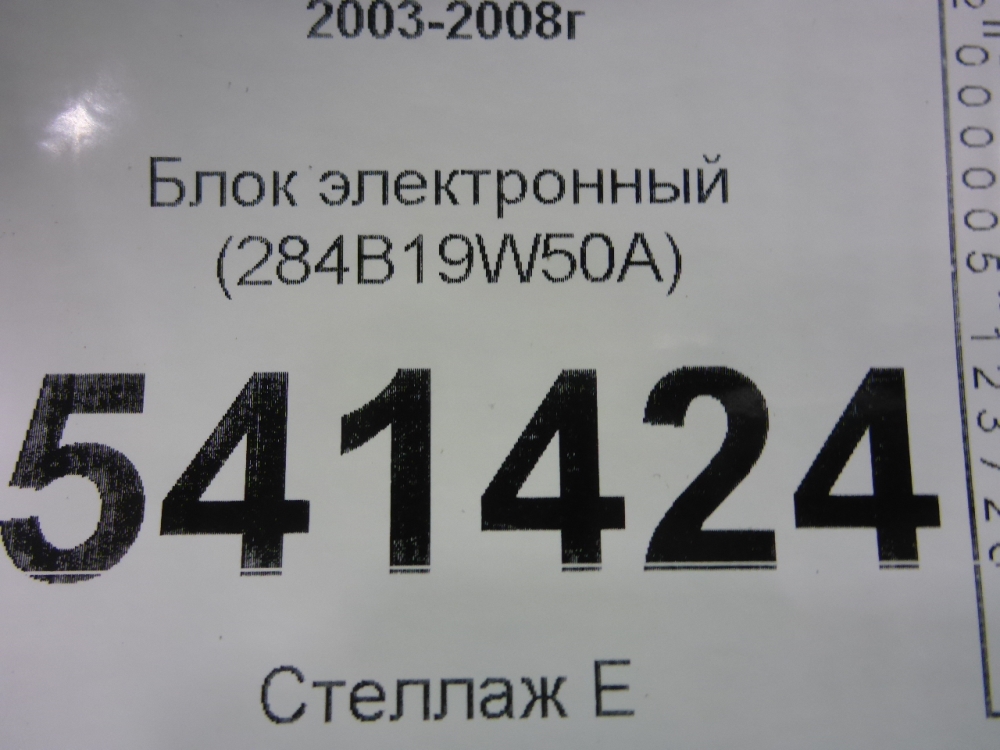 2003-2008г
Блок электронный
(284B19W50A)
541424
Стеллаж Е